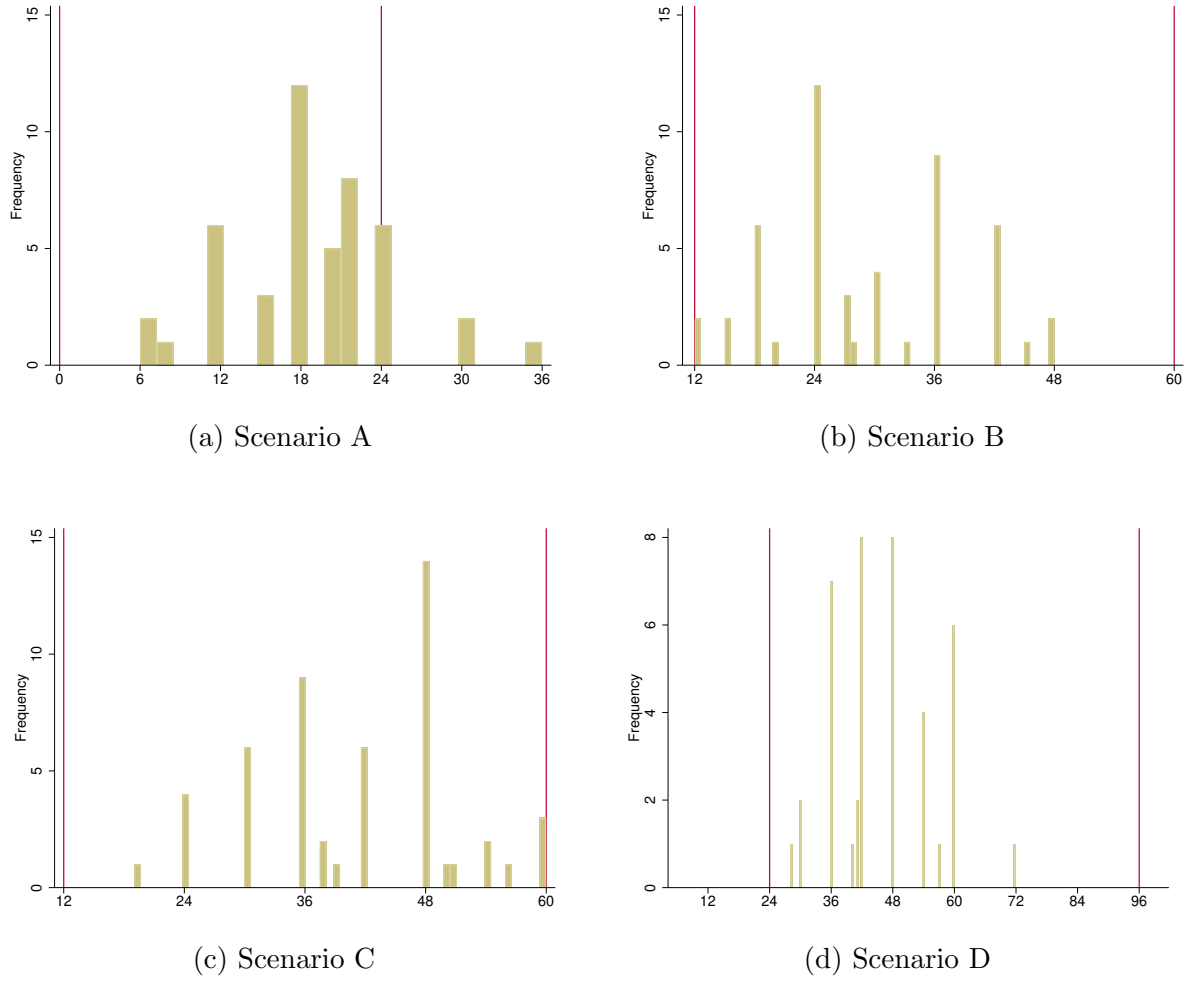 15
10
5
0
Frequency
0 6 12 18 24 30 36
(a) Scenario A
15
10
5
0
Frequency
12 24 36 48 60
(b) Scenario B
15
10
5
0
Frequency
12 24 36 48 60
(c) Scenario C
8
6
4
2
0
Frequency
12 24 36 48 60 72 84 96
(d) Scenario D